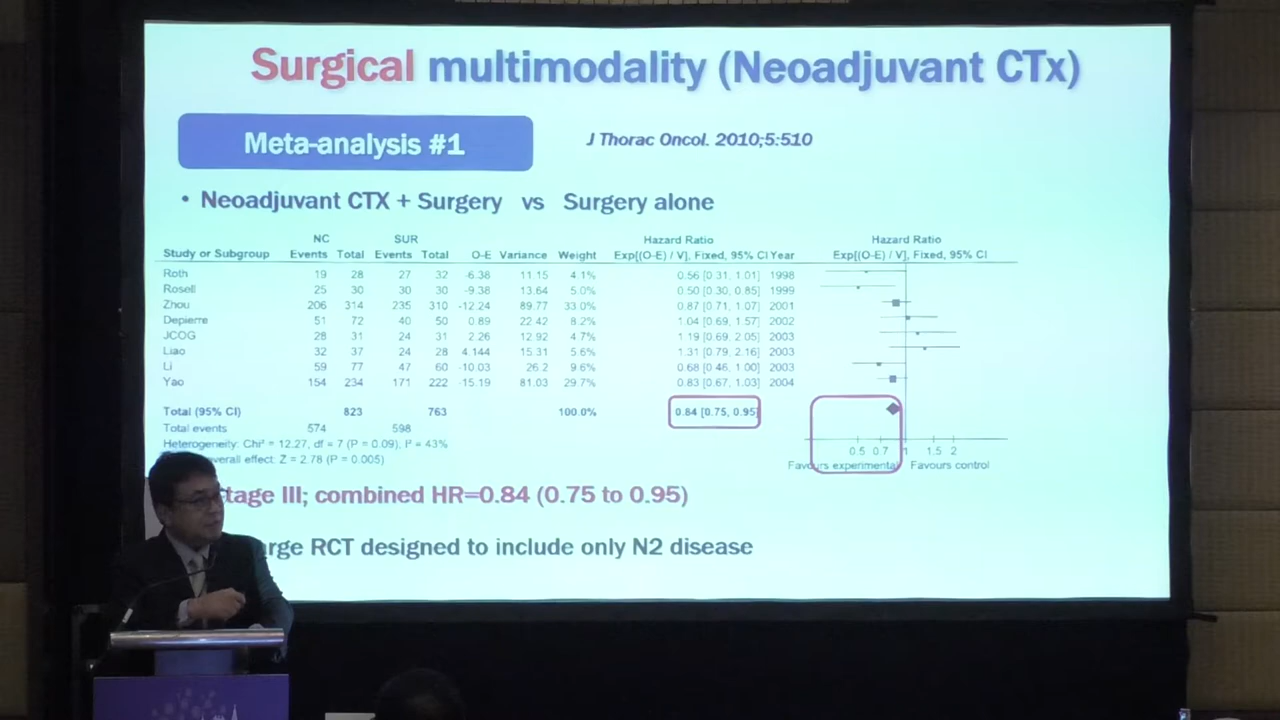 Surgical multimodality (Neoadjuvant CTx)
Meta-analysis #1
J Thorac Oncol. 2010;5:510
• Neoadjuvant CTX + Surgery vs Surgery alone
NC SUR Hazard Ratio Hazard Ratio
Study or Subgroup Events Total Events Total O-E Variance Weight Exp[(O-E) / V], Fixed, 95% CI Year Exp[(O-E) / V], Fixed, 95% CI
Roth 19 28 27 32 -6.38 11.15 4.1% 0.56 [0.31, 1.01] 1998
Rosell 25 30 30 30 -9.38 13.64 5.0% 0.50 [0.30, 0.85] 1999
Zhou 206 314 235 310 -12.24 89.77 33.0% 0.87 [0.71, 1.07] 2001
Depierre 51 72 40 50 0.89 22.42 8.2% 1.04 [0.69, 1.57] 2002
JCOG 28 31 24 31 2.26 12.92 4.7% 1.19 [0.69, 2.05] 2003
Liao 32 37 24 28 4.144 15.31 5.6% 1.31 [0.79, 2.16] 2003
Li 59 77 47 60 -10.03 26.2 9.6% 0.68 [0.46, 1.00] 2003
Yao 154 234 171 222 -15.19 81.03 29.7% 0.83 [0.67, 1.03] 2004
Total (95% CI) 823 763 100.0% 0.84 [0.75, 0.95]
Total events 574 598
Heterogeneity: Chi² = 12.27, df = 7 (P = 0.09), I² = 43%
overall effect: Z = 2.78 (P = 0.005)
0.5 0.7 1 1.5 2
Favours experimental Favours control
tage III; combined HR=0.84 (0.75 to 0.95)
arge RCT designed to include only N2 disease